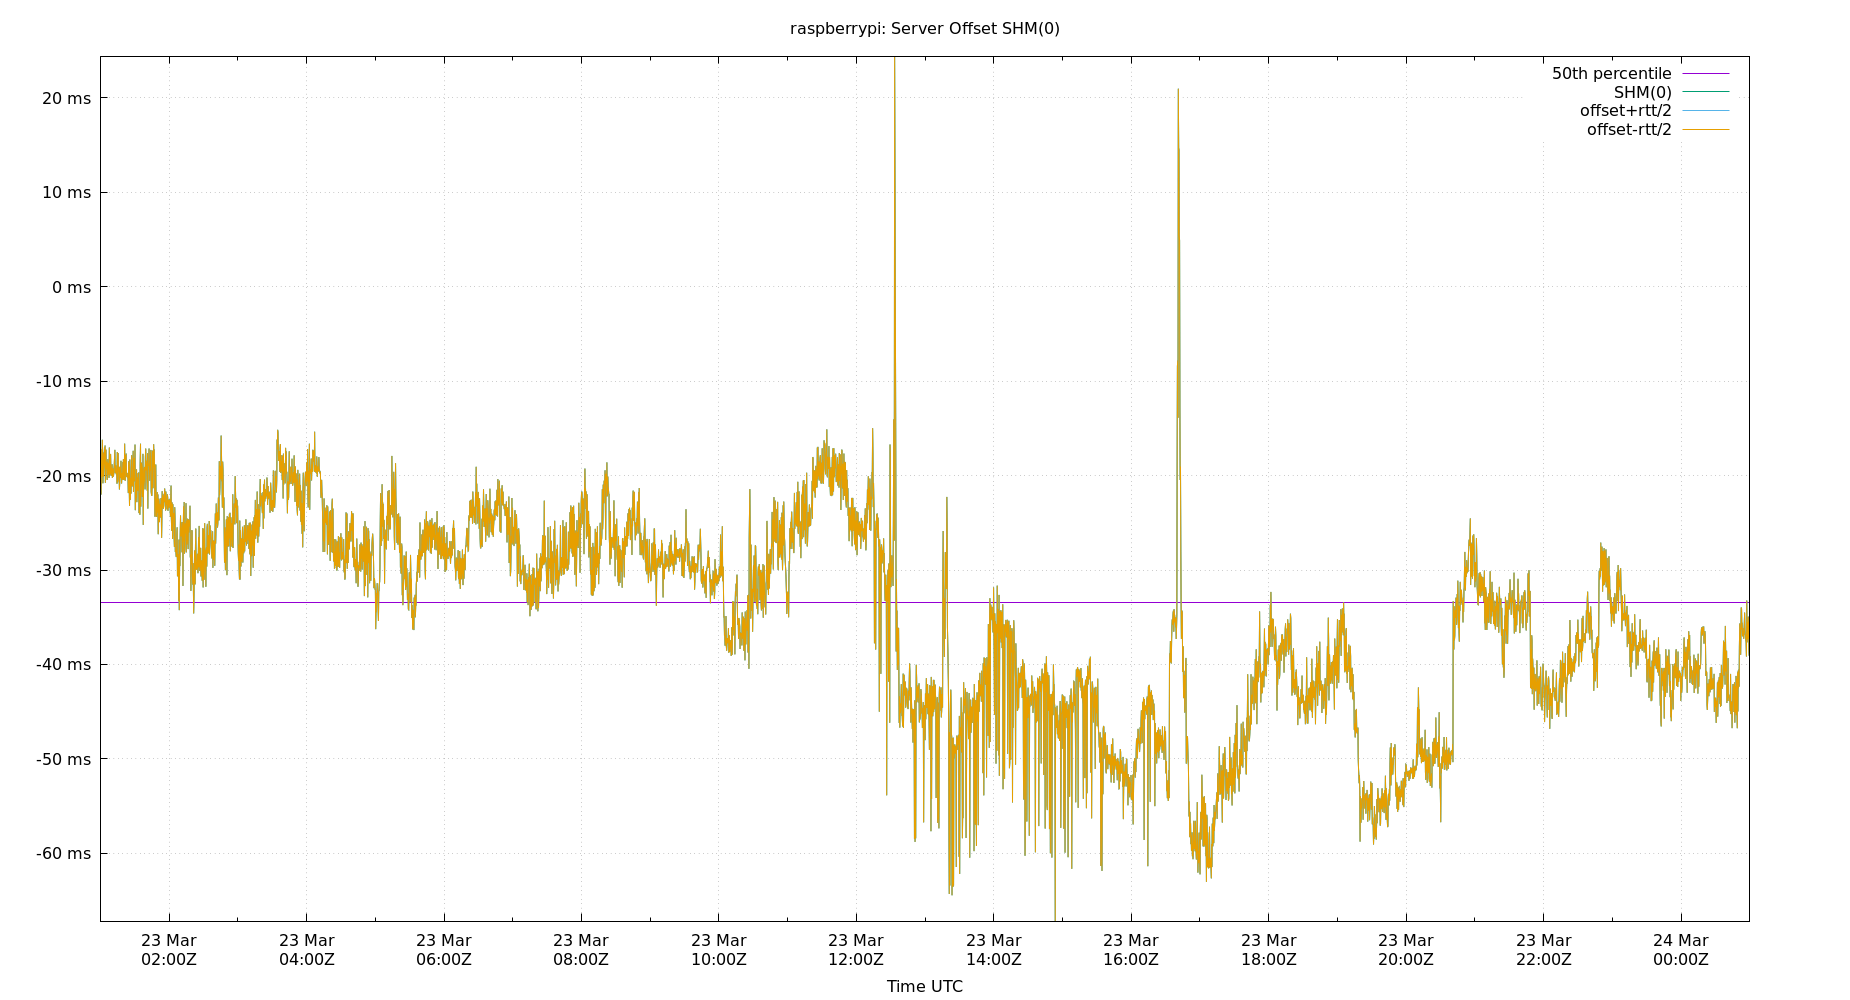 raspberrypi: Server Offset SHM(0)
50th percentile
SHM(0)
offset+rtt/2
offset-rtt/2
20 ms
10 ms
0 ms
-10 ms
-20 ms
-30 ms
-40 ms
-50 ms
-60 ms
23 Mar 23 Mar 23 Mar 23 Mar 23 Mar 23 Mar 23 Mar 23 Mar 23 Mar 23 Mar 23 Mar 24 Mar
02:00Z 04:00Z 06:00Z 08:00Z 10:00Z 12:00Z 14:00Z 16:00Z 18:00Z 20:00Z 22:00Z 00:00Z
Time UTC